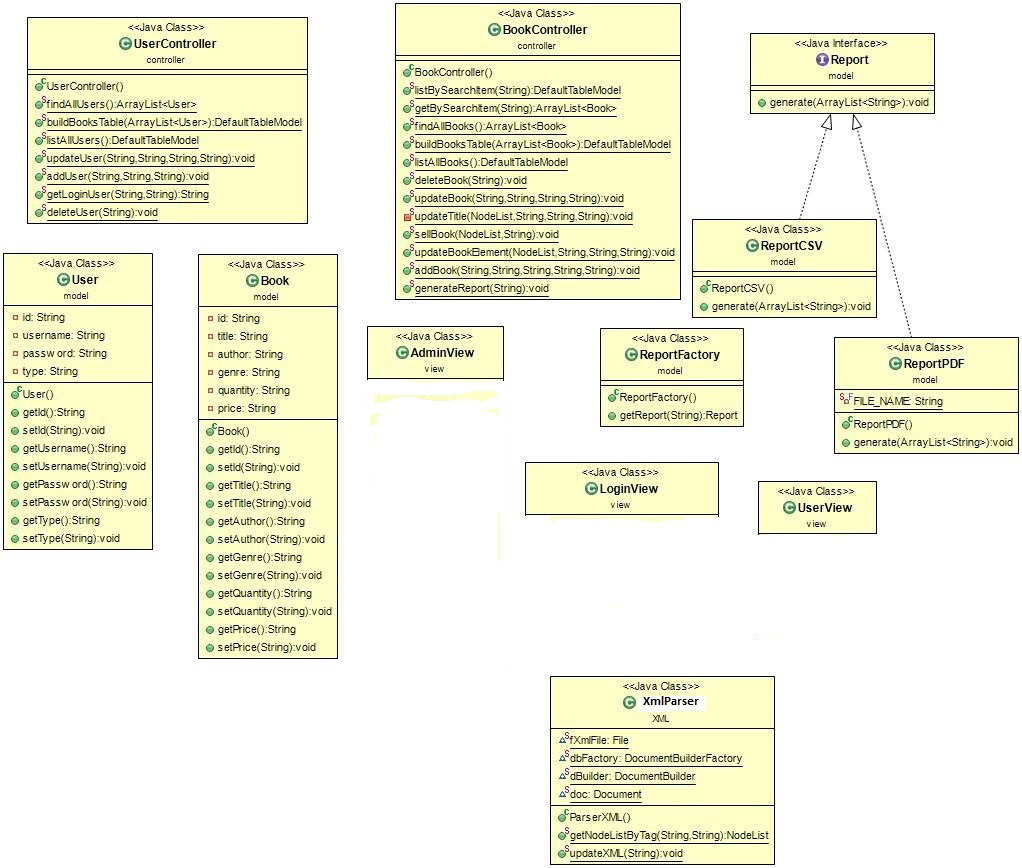 <<Java Class>>
UserController
controller
UserController()
findAllUsers():ArrayList<User>
buildBooksTable(ArrayList<User>):DefaultTableModel
listAllUsers():DefaultTableModel
updateUser(String,String,String,String):void
addUser(String,String,String):void
getLoginUser(String,String):String
deleteUser(String):void
<<Java Class>>
BookController
controller
BookController()
listBySearchItem(String):DefaultTableModel
getBySearchItem(String):ArrayList<Book>
findAllBooks():ArrayList<Book>
buildBooksTable(ArrayList<Book>):DefaultTableModel
listAllBooks():DefaultTableModel
deleteBook(String):void
updateBook(String,String,String,String):void
updateTitle(NodeList,String,String,String):void
sellBook(NodeList,String):void
updateBookElement(NodeList,String,String,String):void
addBook(String,String,String,String,String):void
generateReport(String):void
<<Java Interface>>
Report
model
generate(ArrayList<String>):void
<<Java Class>>
ReportCSV
model
ReportCSV()
generate(ArrayList<String>):void
<<Java Class>>
User
model
id: String
username: String
password: String
type: String
User()
getId():String
setId(String):void
getUsername():String
setUsername(String):void
getPassword():String
setPassword(String):void
getType():String
setType(String):void
<<Java Class>>
Book
model
id: String
title: String
author: String
genre: String
quantity: String
price: String
Book()
getId():String
setId(String):void
getTitle():String
setTitle(String):void
getAuthor():String
setAuthor(String):void
getGenre():String
setGenre(String):void
getQuantity():String
setQuantity(String):void
getPrice():String
setPrice(String):void
<<Java Class>>
AdminView
view
<<Java Class>>
ReportFactory
model
ReportFactory()
getReport(String):Report
<<Java Class>>
ReportPDF
model
FILE_NAME: String
ReportPDF()
generate(ArrayList<String>):void
<<Java Class>>
LoginView
view
<<Java Class>>
UserView
view
<<Java Class>>
XmlParser
XML
fXmlFile: File
dbFactory: DocumentBuilderFactory
dBuilder: DocumentBuilder
doc: Document
ParserXML()
getNodeListByTag(String,String):NodeList
updateXML(String):void